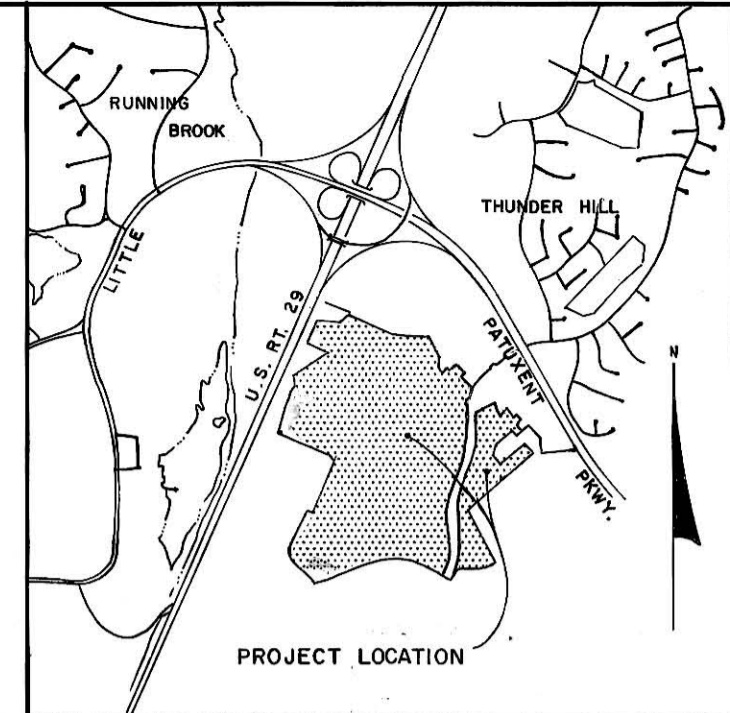 RUNNING
BROOK
THUNDER HILL
LITTLE
PATUXENT
PKWY.
U.S. RT. 29
N
PROJECT LOCATION